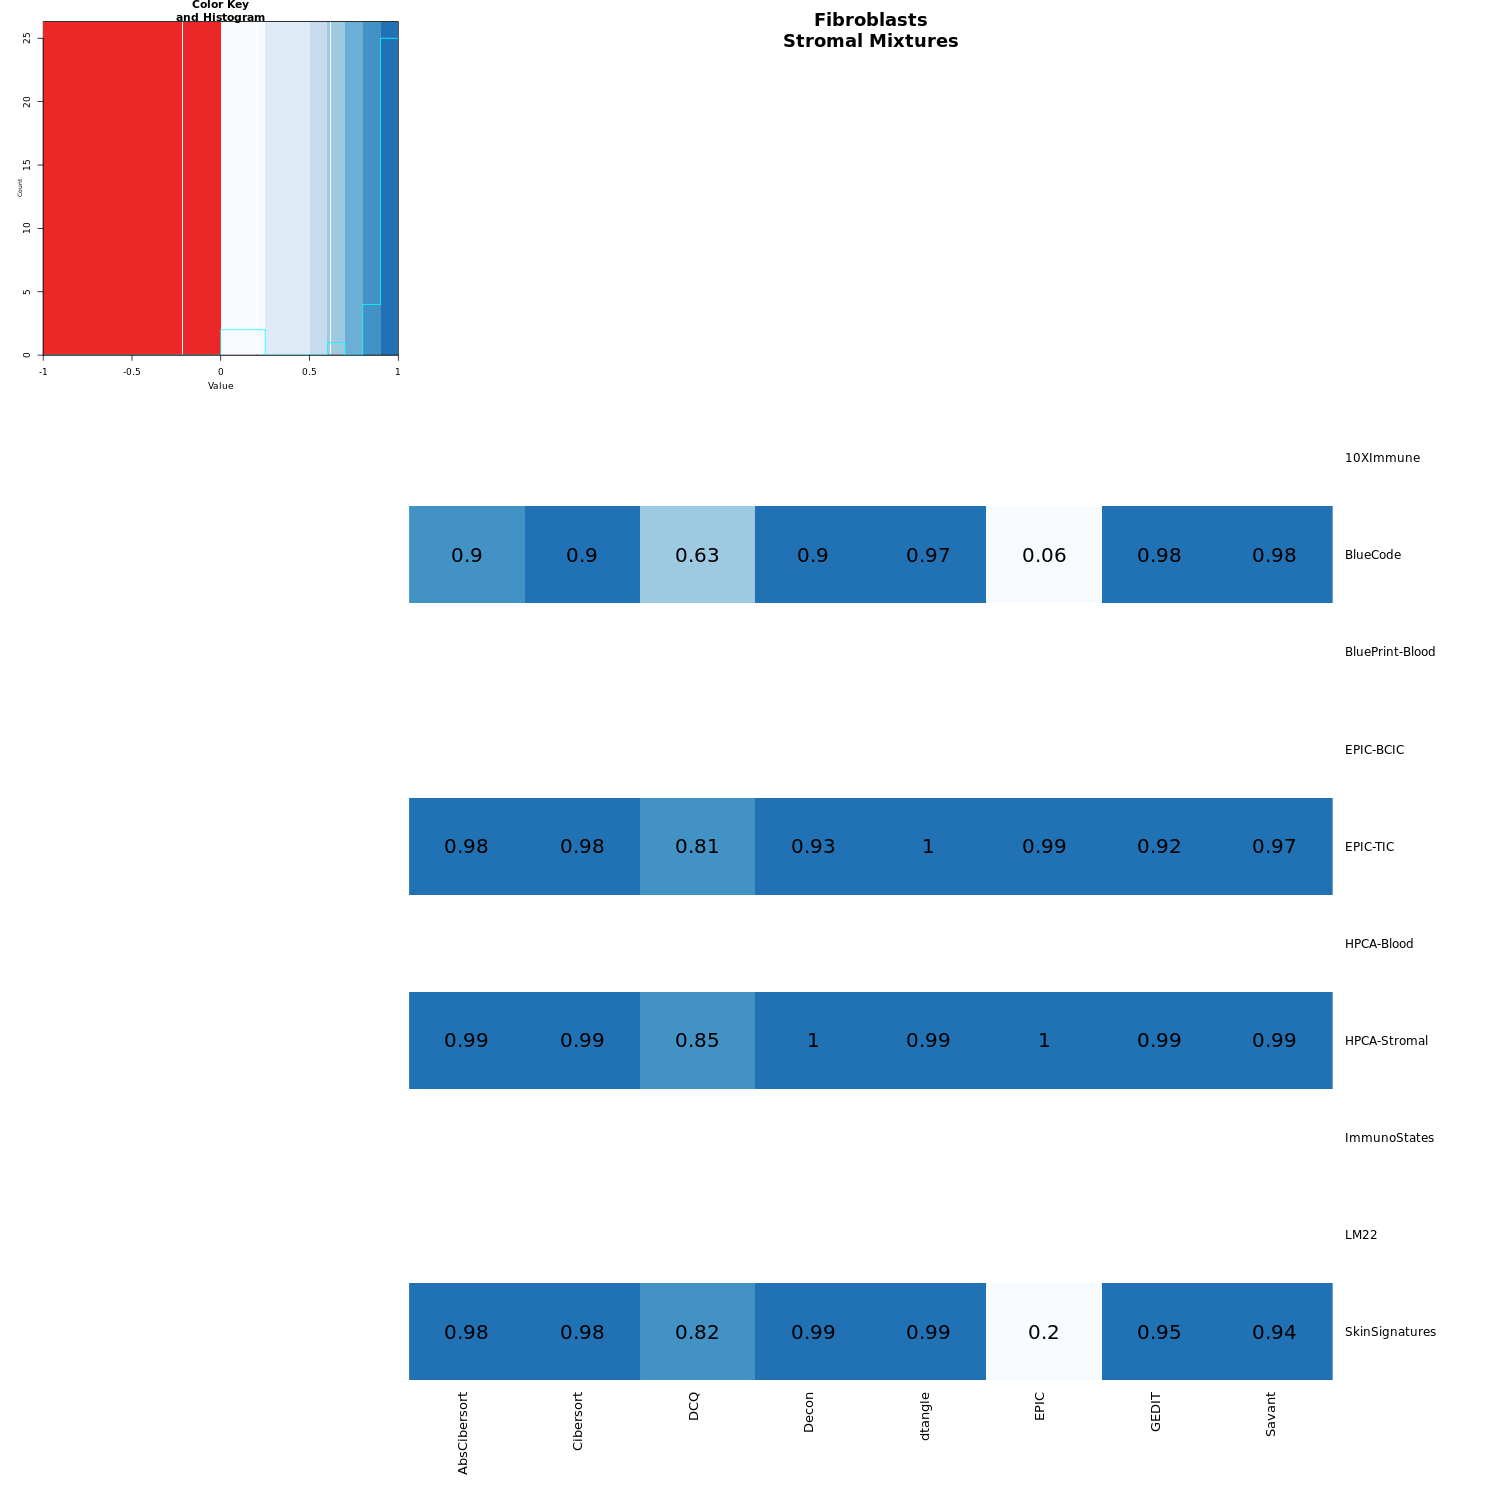 Color Key
and Histogram
Fibroblasts
Stromal Mixtures
25
20
15
10
5
0
Count
-1 -0.5 0 0.5 1
Value
10XImmune
0.9 0.9 0.63 0.9 0.97 0.06 0.98 0.98 BlueCode
BluePrint-Blood
EPIC-BCIC
0.98 0.98 0.81 0.93 1 0.99 0.92 0.97 EPIC-TIC
HPCA-Blood
0.99 0.99 0.85 1 0.99 1 0.99 0.99 HPCA-Stromal
ImmunoStates
LM22
0.98 0.98 0.82 0.99 0.99 0.2 0.95 0.94 SkinSignatures
AbsCibersort
Cibersort
DCQ
Decon
dtangle
EPIC
GEDIT
Savant